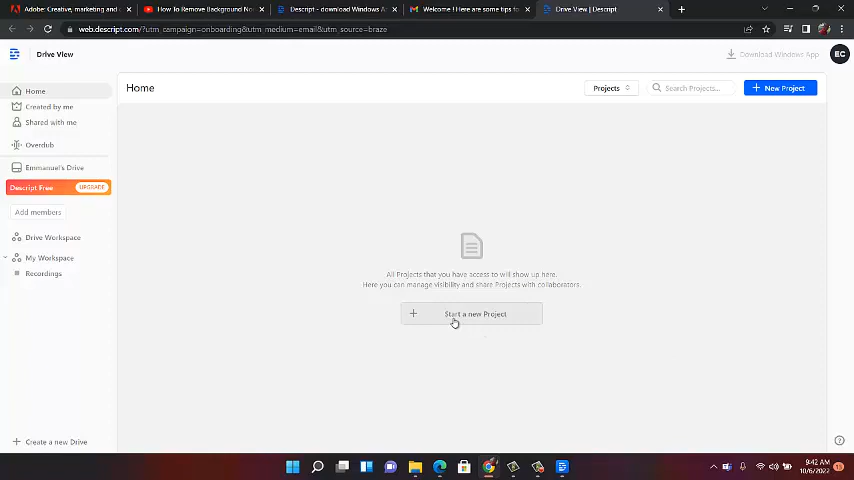 Adobe: Creative, marketing and
How To Remove Background No
Descript - download Windows A
Welcome ! Here are some tips fo
Drive View | Descript
web.descript.com/?utm_campaign=onboarding&utm_medium=email&utm_source=braze
Drive View
Download Windows App
EC
Home
Created by me
Shared with me
Overdub
Emmanuel's Drive
Descript Free
UPGRADE
Add members
Drive Workspace
My Workspace
Recordings
Create a new Drive
Home
Projects
Search Projects...
New Project
All Projects that you have access to will show up here.
Here you can manage visibility and share Projects with collaborators.
Start a new Project
9:42 AM
10/6/2022